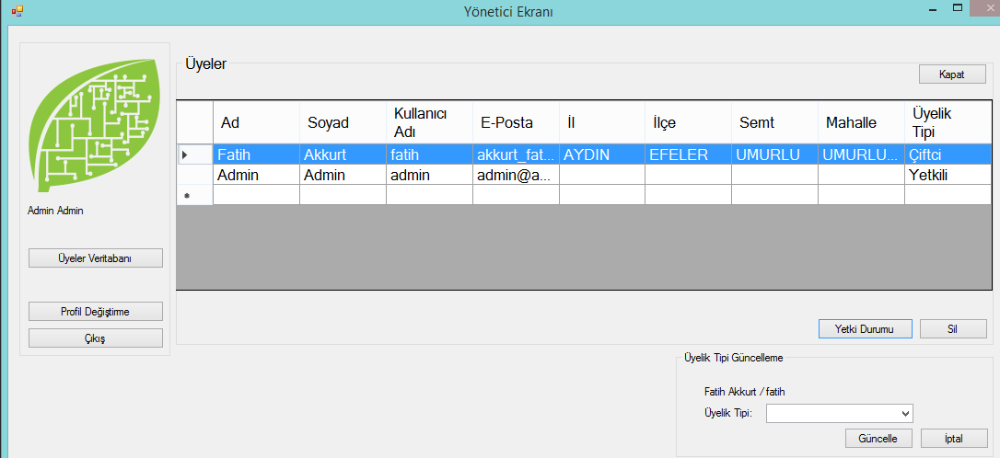 Yönetici Ekranı
Üyeler
Kapat
Ad Soyad Kullanıcı Adı E-Posta İl İlçe Semt Mahalle Üyelik Tipi
Fatih Akkurt fatih akkurt_fat... AYDIN EFELER UMURLU UMURLU... Çiftci
Admin Admin admin admin@a... Yetkili
Admin Admin
Üyeler Veritabanı
Profil Değiştirme
Çıkış
Yetki Durumu Sil
Üyelik Tipi Güncelleme
Fatih Akkurt / fatih
Üyelik Tipi:
Güncelle İptal